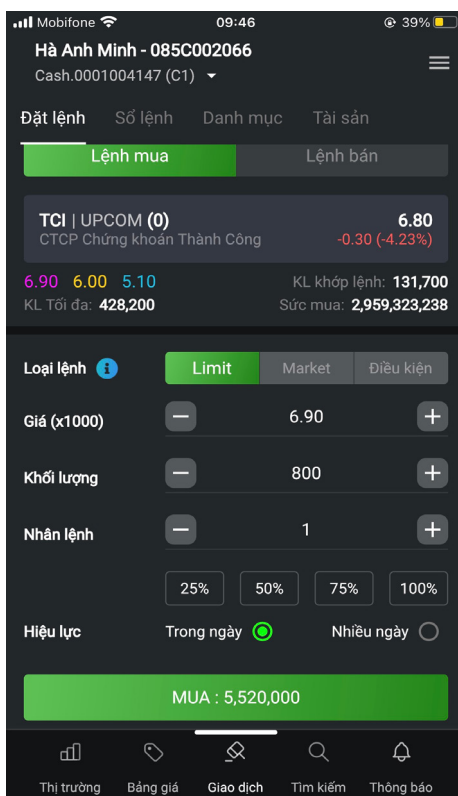 Mobifone 09:46 39%
Hà Anh Minh - 085C002066
Cash.0001004147 (C1)
Đặt lệnh Sổ lệnh Danh mục Tài sản
Lệnh mua Lệnh bán
TCI | UPCOM (0) 6.80
CTCP Chứng khoán Thành Công -0.30 (-4.23%)
6.90 6.00 5.10 KL khớp lệnh: 131,700
KL Tối đa: 428,200 Sức mua: 2,959,323,238
Loại lệnh i Limit Market Điều kiện
Giá (x1000) 6.90
Khối lượng 800
Nhân lệnh 1
25% 50% 75% 100%
Hiệu lực Trong ngày Nhiều ngày
MUA : 5,520,000
Thị trường Bảng giá Giao dịch Tìm kiếm Thông báo